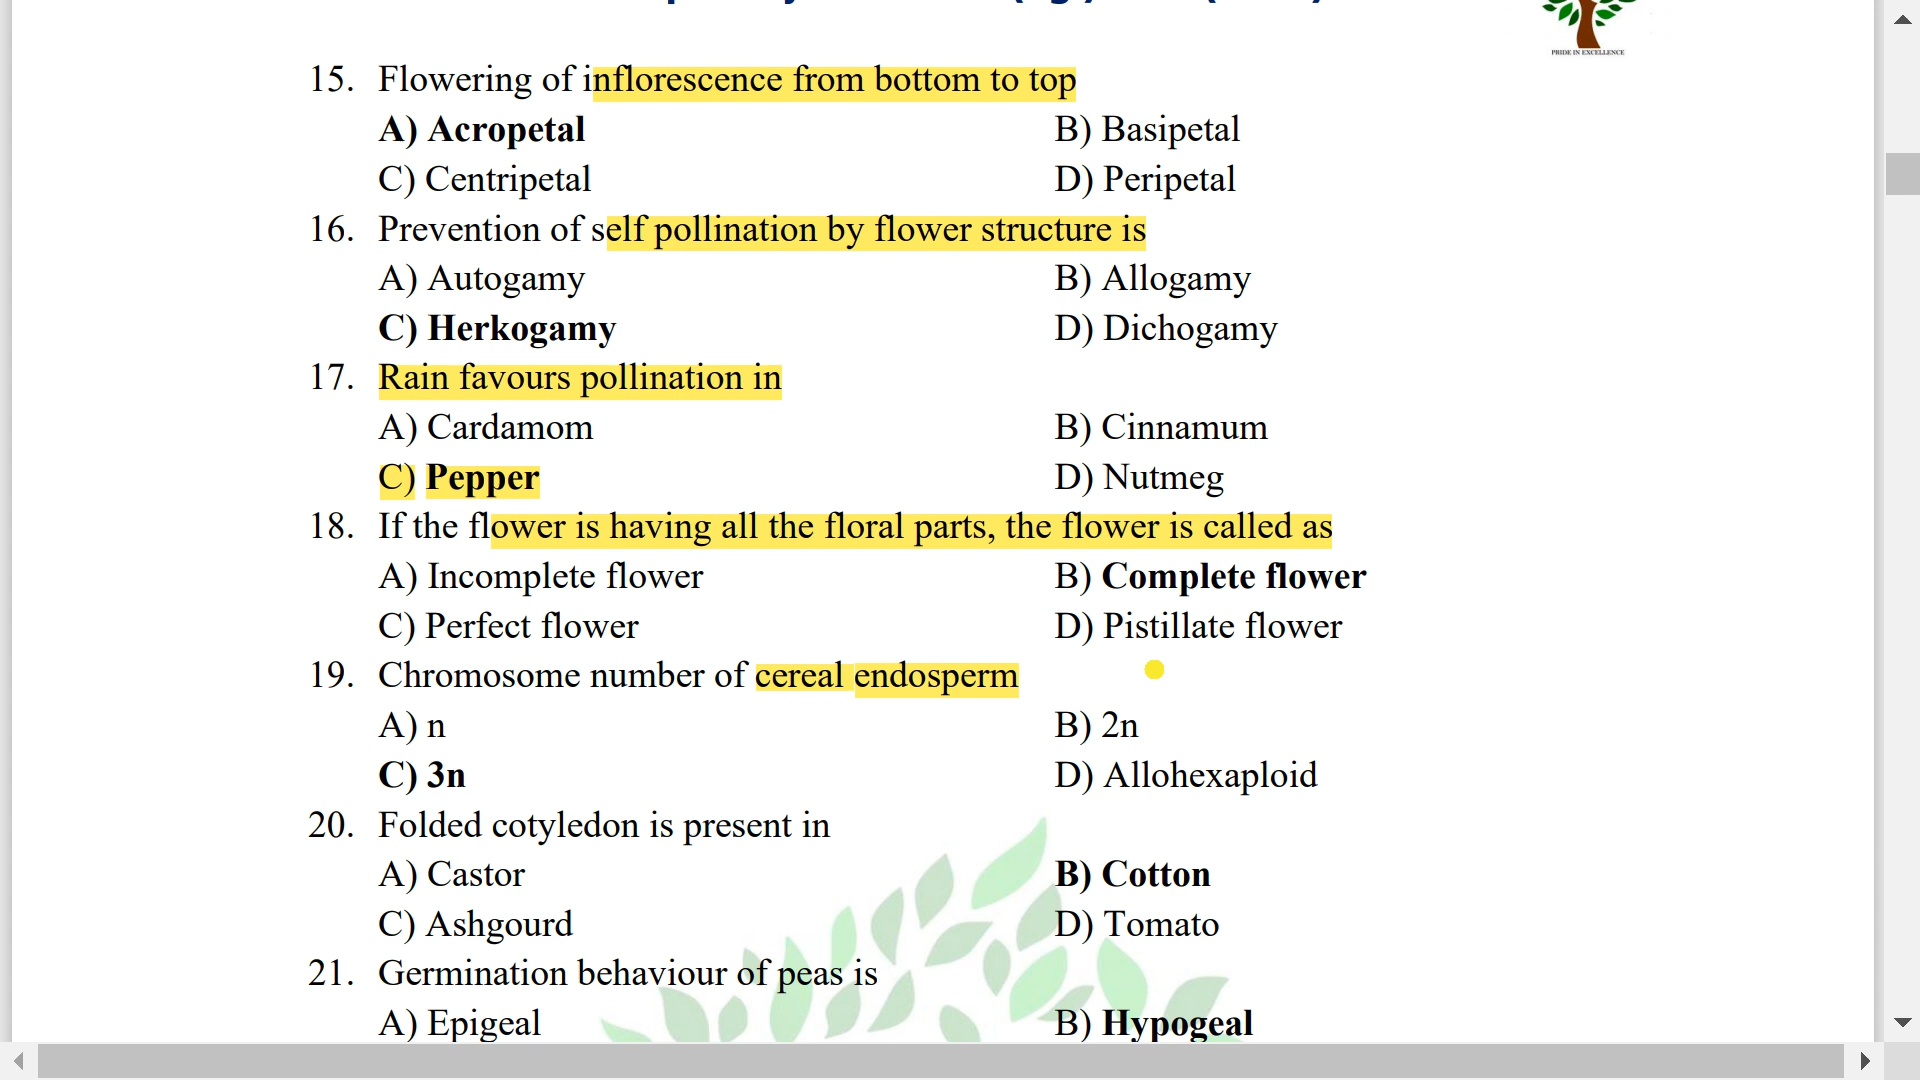 PRIDE IN EXCELLENCE
15. Flowering of inflorescence from bottom to top
A) Acropetal B) Basipetal
C) Centripetal D) Peripetal
16. Prevention of self pollination by flower structure is
A) Autogamy B) Allogamy
C) Herkogamy D) Dichogamy
17. Rain favours pollination in
A) Cardamom B) Cinnamum
C) Pepper D) Nutmeg
18. If the flower is having all the floral parts, the flower is called as
A) Incomplete flower B) Complete flower
C) Perfect flower D) Pistillate flower
19. Chromosome number of cereal endosperm
A) n B) 2n
C) 3n D) Allohexaploid
20. Folded cotyledon is present in
A) Castor B) Cotton
C) Ashgourd D) Tomato
21. Germination behaviour of peas is
A) Epigeal B) Hypogeal